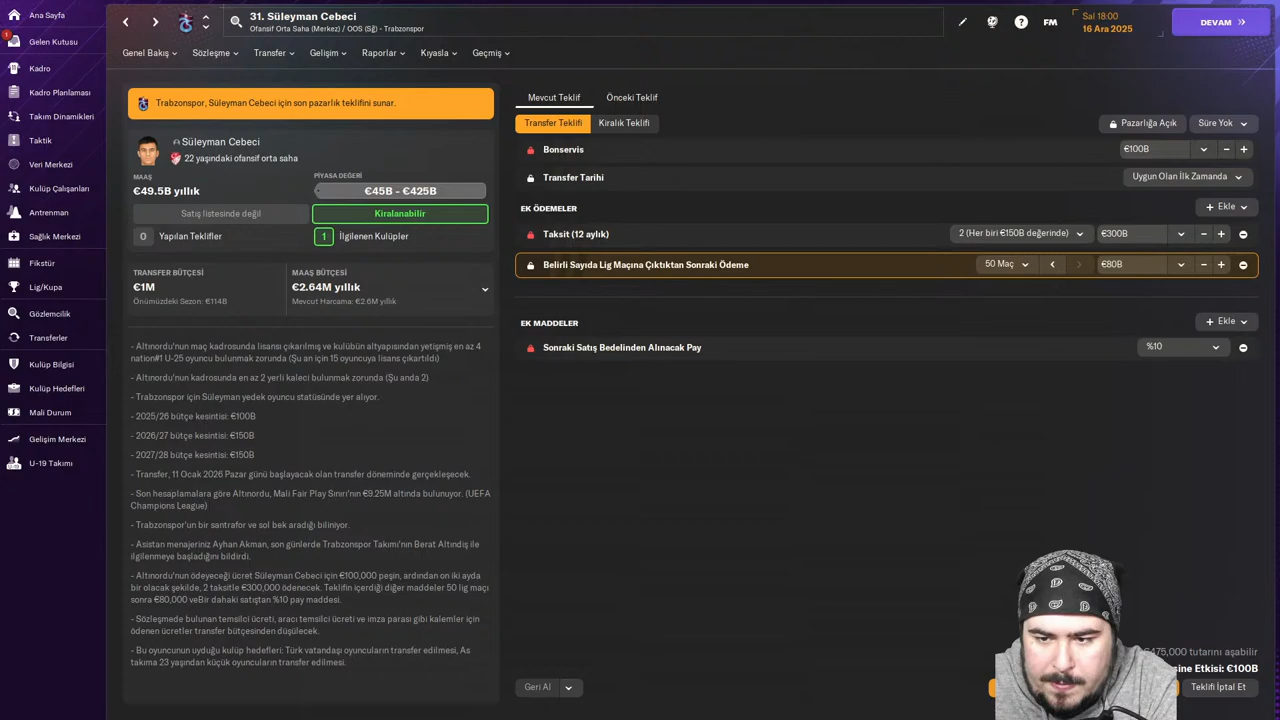 Ana Sayfa
1
Gelen Kutusu
Kadro
Kadro Planlaması
Takım Dinamikleri
Taktik
Veri Merkezi
Kulüp Çalışanları
Antrenman
Sağlık Merkezi
Fikstür
Lig/Kupa
Gözlemcilik
Transferler
Kulüp Bilgisi
Kulüp Hedefleri
Mali Durum
Gelişim Merkezi
U-19 Takımı
31. Süleyman Cebeci
Ofansif Orta Saha (Merkez) / OOS (Sğ) - Trabzonspor
FM
Sal 18:00
16 Ara 2025
DEVAM
Genel Bakış
Sözleşme
Transfer
Gelişim
Raporlar
Kıyasla
Geçmiş
Trabzonspor, Süleyman Cebeci için son pazarlık teklifini sunar.
Süleyman Cebeci
22 yaşındaki ofansif orta saha
MAAŞ
€49.5B yıllık
PİYASA DEĞERİ
€45B - €425B
Satış listesinde değil
Kiralanabilir
0 Yapılan Teklifler
1 İlgilenen Kulüpler
TRANSFER BÜTÇESİ
€1M
Önümüzdeki Sezon: €114B
MAAŞ BÜTÇESİ
€2.64M yıllık
Mevcut Harcama: €2.6M yıllık
- Altınordu'nun maç kadrosunda lisansı çıkarılmış ve kulübün altyapısından yetişmiş en az 4
nation#1 U-25 oyuncu bulunmak zorunda (Şu an için 15 oyuncuya lisans çıkartıldı)
- Altınordu'nun kadrosunda en az 2 yerli kaleci bulunmak zorunda (Şu anda 2)
- Trabzonspor için Süleyman yedek oyuncu statüsünde yer alıyor.
- 2025/26 bütçe kesintisi: €100B
- 2026/27 bütçe kesintisi: €150B
- 2027/28 bütçe kesintisi: €150B
- Transfer, 11 Ocak 2026 Pazar günü başlayacak olan transfer döneminde gerçekleşecek.
- Son hesaplamalara göre Altınordu, Mali Fair Play Sınırı'nın €9.25M altında bulunuyor. (UEFA
Champions League)
- Trabzonspor'un bir santrafor ve sol bek aradığı biliniyor.
- Asistan menajeriniz Ayhan Akman, son günlerde Trabzonspor Takımı'nın Berat Altındiş ile
ilgilenmeye başladığını bildirdi.
- Altınordu'nun ödeyeceği ücret Süleyman Cebeci için €100,000 peşin, ardından on iki ayda
bir olacak şekilde, 2 taksitle €300,000 ödenecek. Teklifin içerdiği diğer maddeler 50 lig maçı
sonra €80,000 veBir dahaki satıştan %10 pay maddesi.
- Sözleşmede bulunan temsilci ücreti, aracı temsilci ücreti ve imza parası gibi kalemler için
ödenen ücretler transfer bütçesinden düşülecek.
- Bu oyuncunun uyduğu kulüp hedefleri: Türk vatandaşı oyuncuların transfer edilmesi, As
takıma 23 yaşından küçük oyuncuların transfer edilmesi.
Mevcut Teklif
Önceki Teklif
Transfer Teklifi
Kiralık Teklifi
Pazarlığa Açık
Süre Yok
Bonservis
€100B
Transfer Tarihi
Uygun Olan İlk Zamanda
EK ÖDEMELER
Ekle
Taksit (12 aylık)
2 (Her biri €150B değerinde)
€300B
Belirli Sayıda Lig Maçına Çıktıktan Sonraki Ödeme
50 Maç
€80B
EK MADDELER
Ekle
Sonraki Satış Bedelinden Alınacak Pay
%10
€475,000 tutarını aşabilir
sine Etkisi: €100B
Geri Al
Teklifi İptal Et